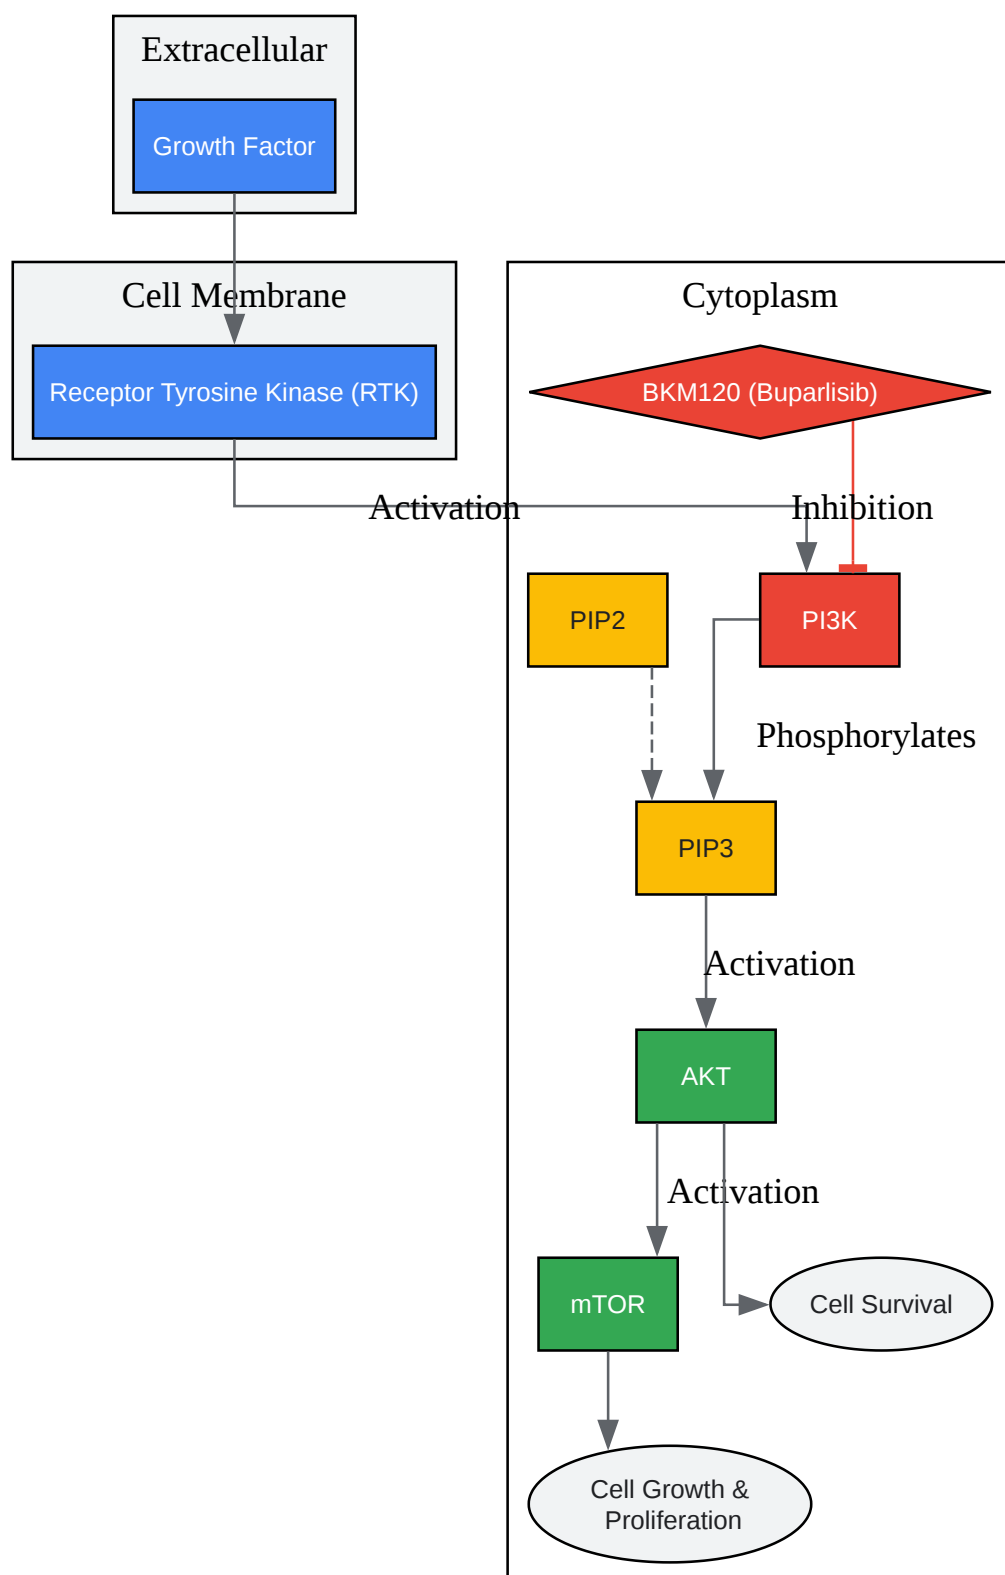 Extracellular
Growth Factor
Cell Membrane
Receptor Tyrosine Kinase (RTK)
Cytoplasm
BKM120 (Buparlisib)
Activation
Inhibition
PIP2
PI3K
Phosphorylates
PIP3
Activation
AKT
Activation
mTOR
Cell Survival
Cell Growth &
Proliferation